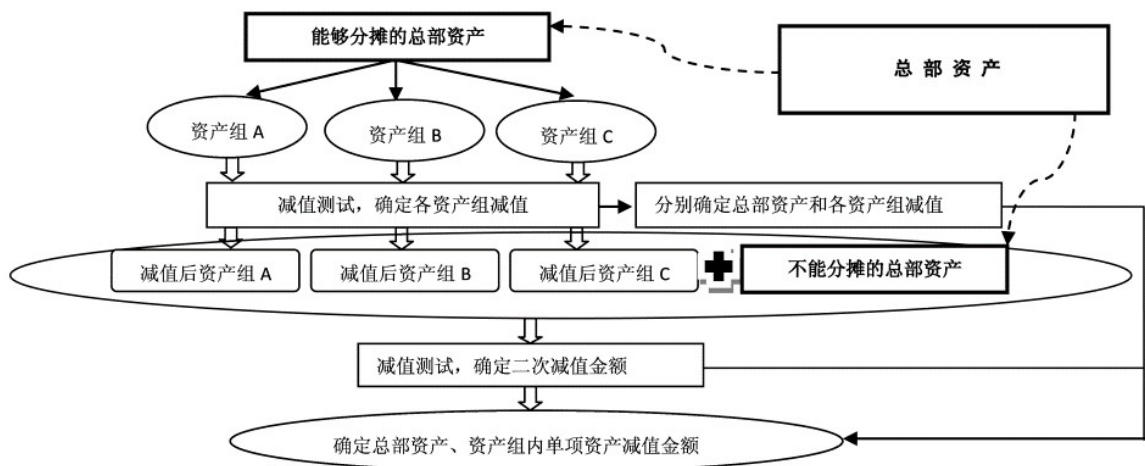 能够分摊的总部资产
总 部 资 产
资产组 A
资产组 B
资产组 C
减值测试，确定各资产组减值
分别确定总部资产和各资产组减值
减值后资产组 A
减值后资产组 B
减值后资产组 C
不能分摊的总部资产
减值测试，确定二次减值金额
确定总部资产、资产组内单项资产减值金额